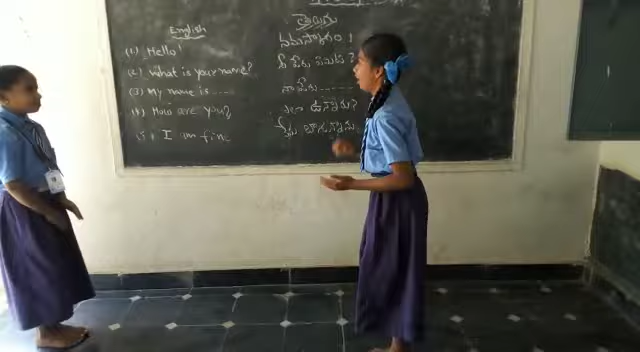 English
(1) Hello!
(2) What is your name?
(3) My name is ......
(4) How are you?
(5) I am fine
తెలుగు
నమస్కారం!
నీ పేరు ఏమిటి?
నా పేరు ......
ఎలా ఉన్నావు?
నేను బాగున్నాను